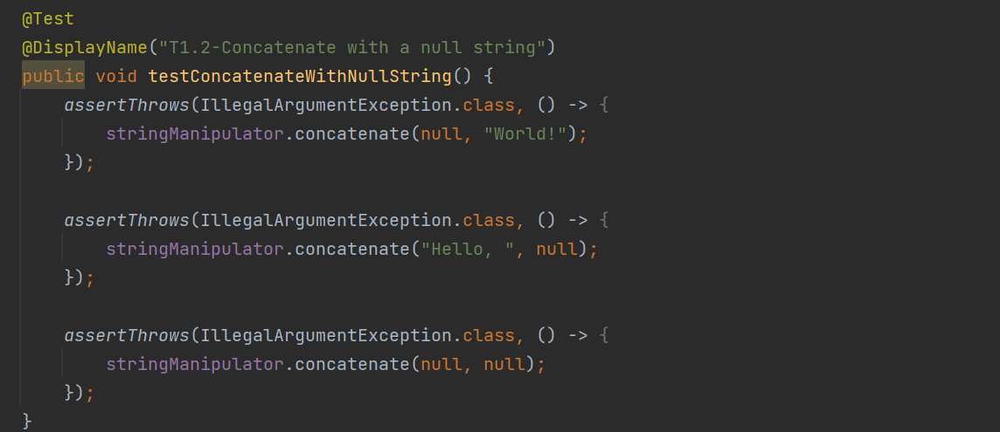 @Test
@DisplayName("T1.2-Concatenate with a null string")
public void testConcatenateWithNullString() {
    assertThrows(IllegalArgumentException.class, () -> {
        stringManipulator.concatenate(null, "World!");
    });

    assertThrows(IllegalArgumentException.class, () -> {
        stringManipulator.concatenate("Hello, ", null);
    });

    assertThrows(IllegalArgumentException.class, () -> {
        stringManipulator.concatenate(null, null);
    });
}